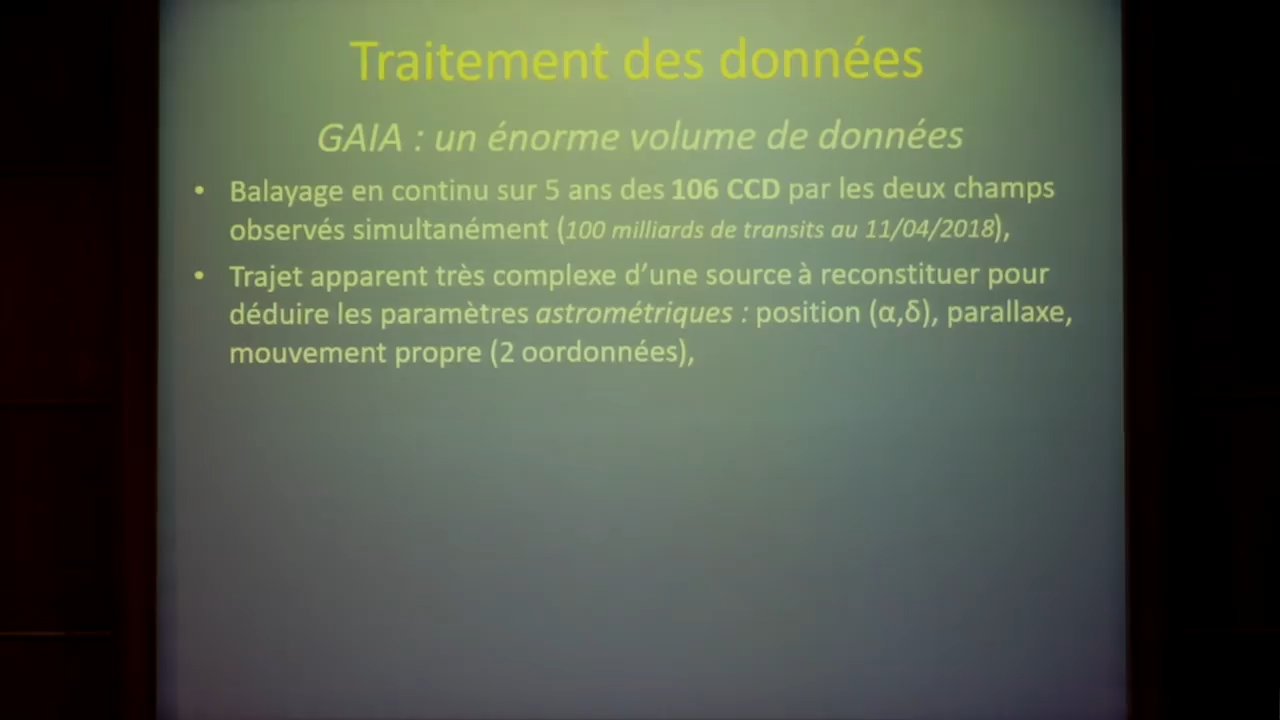 Traitement des données
GAIA : un énorme volume de données
• Balayage en continu sur 5 ans des 106 CCD par les deux champs
observés simultanément (100 milliards de transits au 11/04/2018),
• Trajet apparent très complexe d’une source à reconstituer pour
déduire les paramètres astrométriques : position (α,δ), parallaxe,
mouvement propre (2 oordonnées),